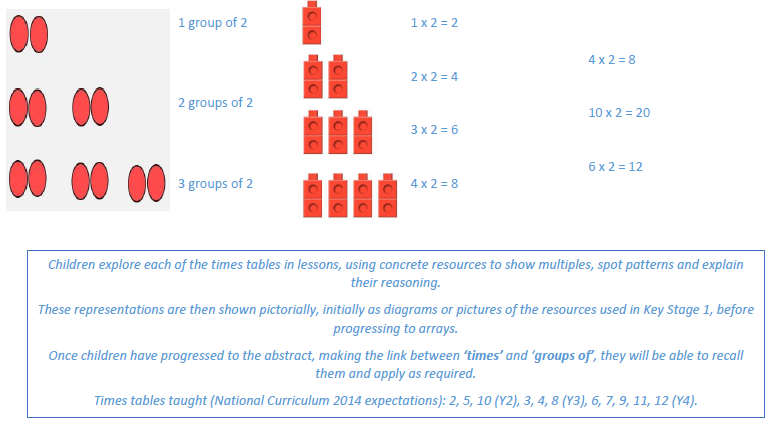 1 group of 2
1 x 2 = 2
4 x 2 = 8
2 x 2 = 4
2 groups of 2
10 x 2 = 20
3 x 2 = 6
6 x 2 = 12
3 groups of 2
4 x 2 = 8
Children explore each of the times tables in lessons, using concrete resources to show multiples, spot patterns and explain
their reasoning.
These representations are then shown pictorially, initially as diagrams or pictures of the resources used in Key Stage 1, before
progressing to arrays.
Once children have progressed to the abstract, making the link between ‘times’ and ‘groups of’, they will be able to recall
them and apply as required.
Times tables taught (National Curriculum 2014 expectations): 2, 5, 10 (Y2), 3, 4, 8 (Y3), 6, 7, 9, 11, 12 (Y4).